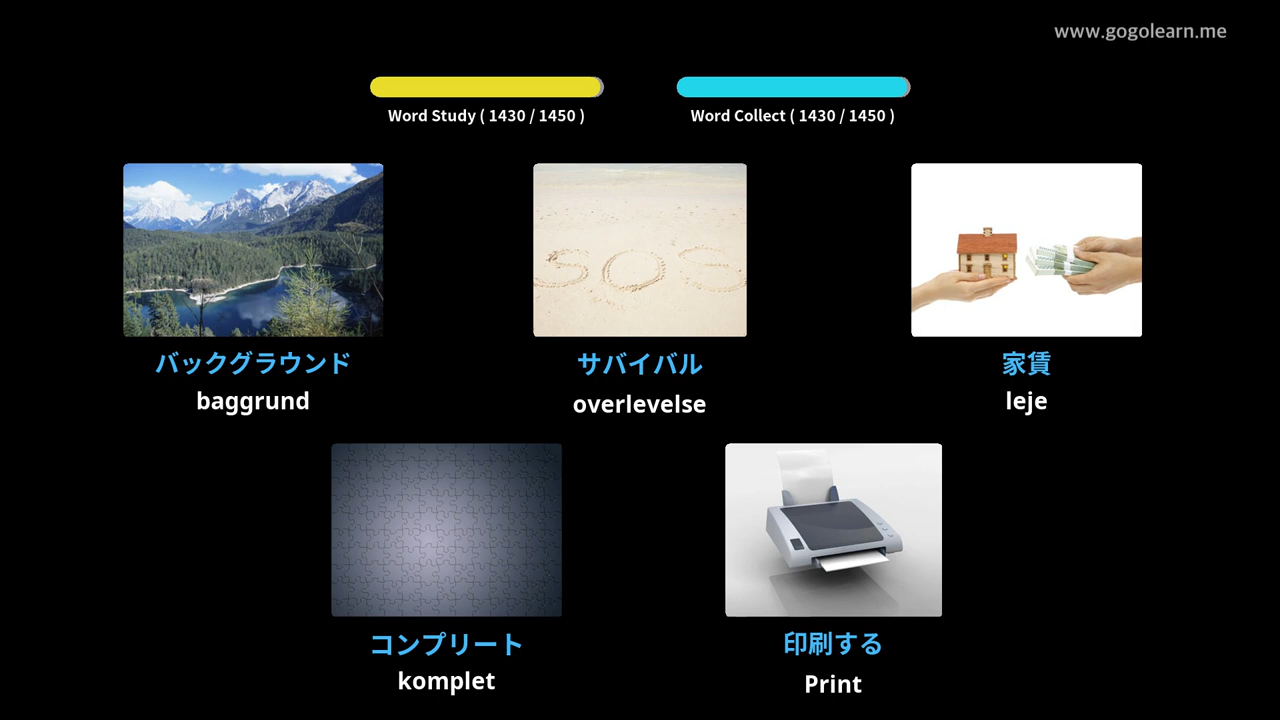 www.gogolearn.me
Word Study ( 1430 / 1450 )
Word Collect ( 1430 / 1450 )
SOS
バックグラウンド
baggrund
サバイバル
overlevelse
家賃
leje
コンプリート
komplet
印刷する
Print